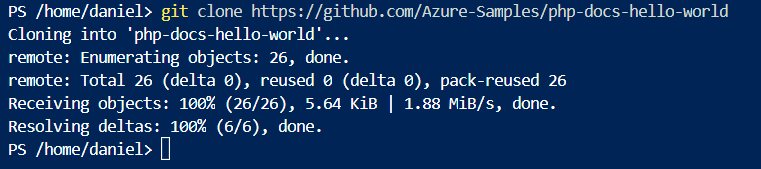 PS /home/daniel> git clone https://github.com/Azure-Samples/php-docs-hello-world
Cloning into 'php-docs-hello-world'...
remote: Enumerating objects: 26, done.
remote: Total 26 (delta 0), reused 0 (delta 0), pack-reused 26
Receiving objects: 100% (26/26), 5.64 KiB | 1.88 MiB/s, done.
Resolving deltas: 100% (6/6), done.
PS /home/daniel>